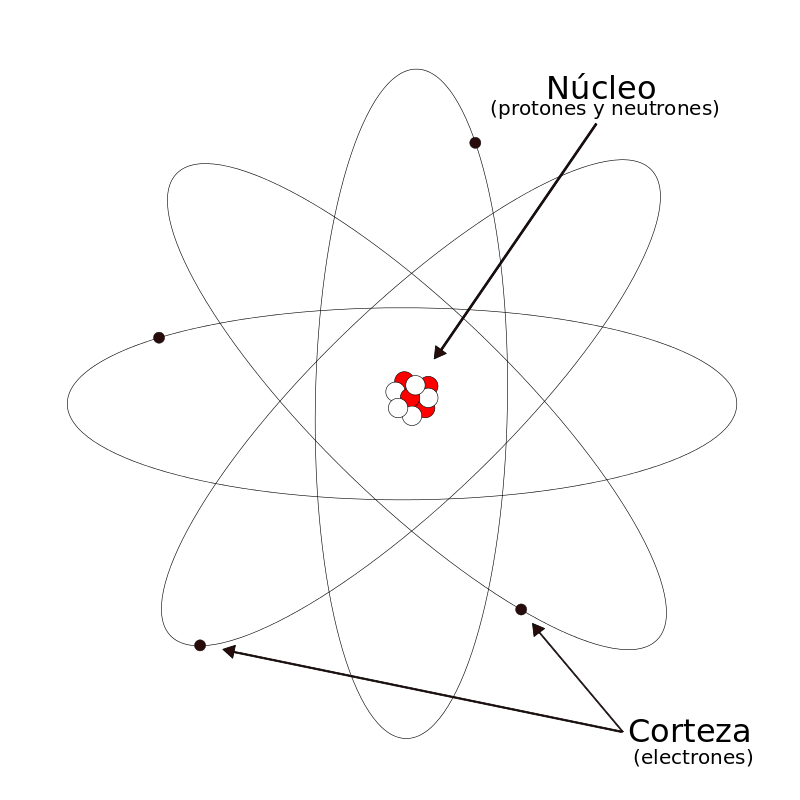 Núcleo
(protones y neutrones)
Corteza
(electrones)